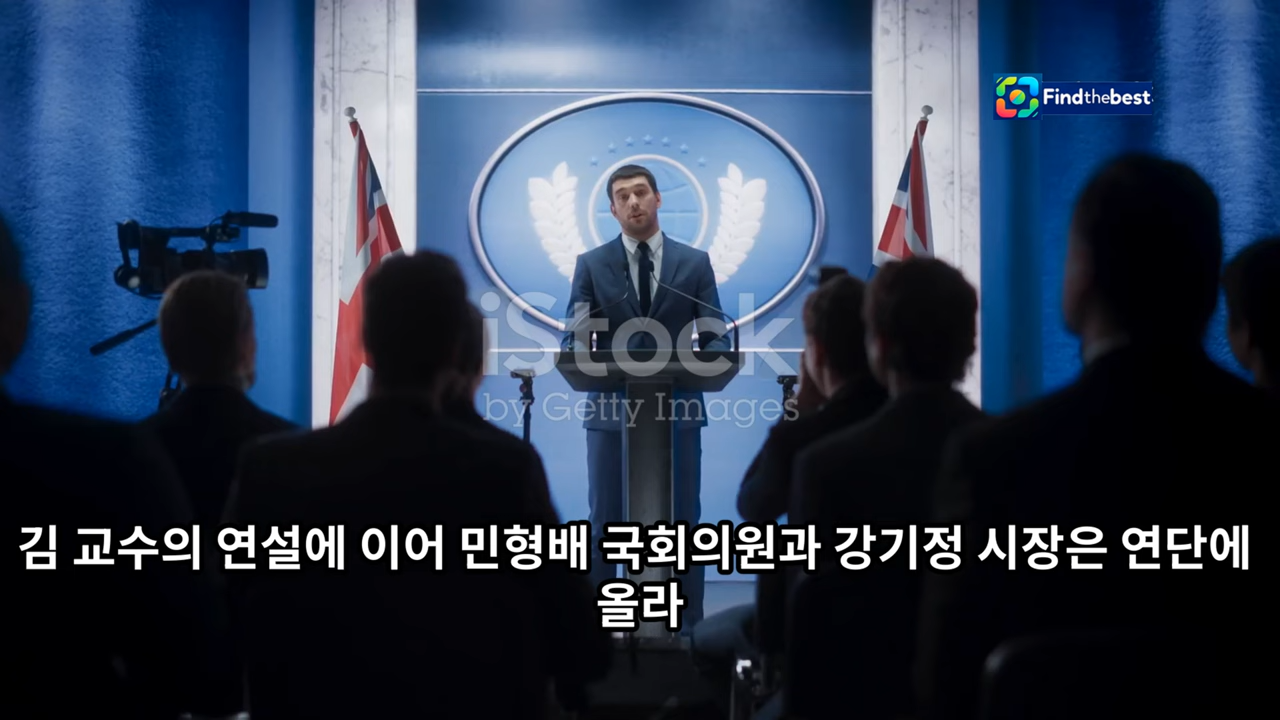 Findthebest
iStock
by Getty Images
김 교수의 연설에 이어 민형배 국회의원과 강기정 시장은 연단에
올라